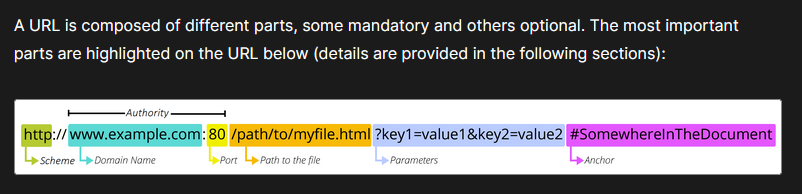 A URL is composed of different parts, some mandatory and others optional. The most important
parts are highlighted on the URL below (details are provided in the following sections):
Authority
http://www.example.com:80/path/to/myfile.html?key1=value1&key2=value2#SomewhereInTheDocument
Scheme Domain Name Port Path to the file Parameters Anchor